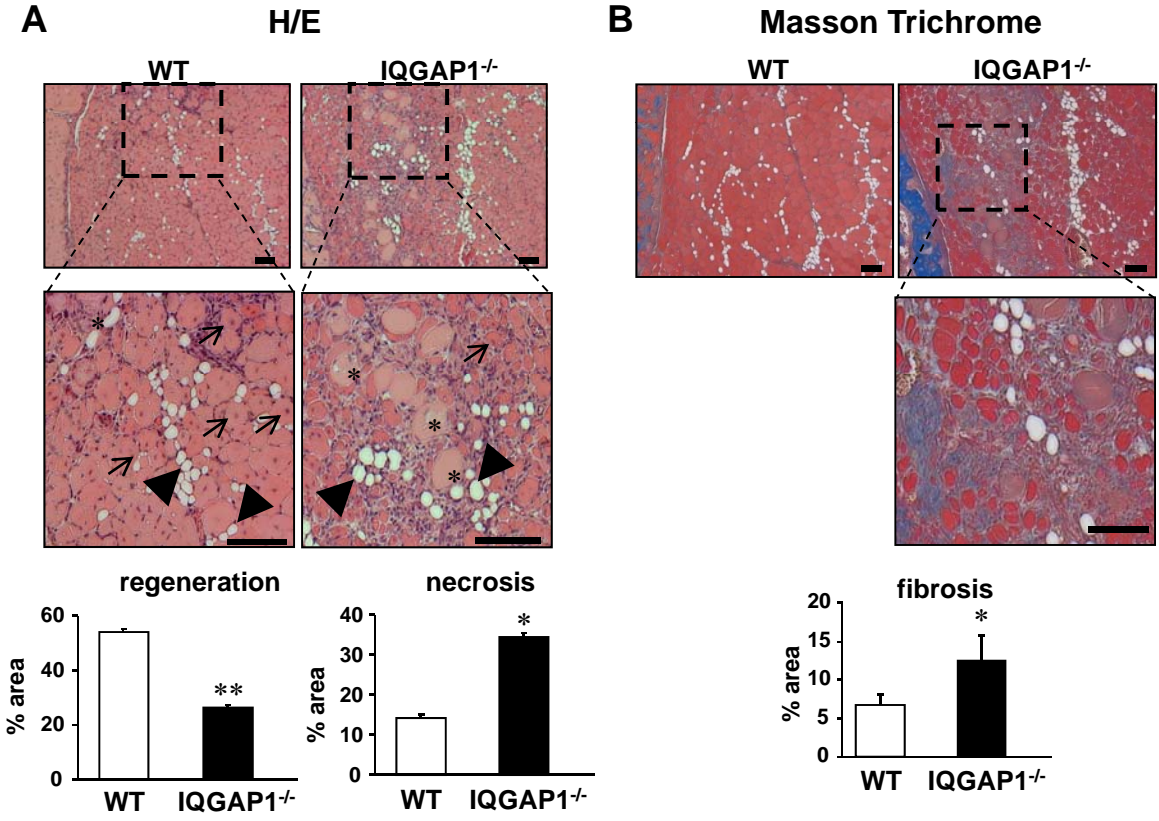 A
H/E
B
Masson Trichrome
WT
IQGAP1-/-
WT
IQGAP1-/-
*
*
*
*
regeneration
necrosis
fibrosis
% area
60
40
20
0
**
WT
IQGAP1-/-
% area
40
30
20
10
0
*
WT
IQGAP1-/-
% area
20
15
10
5
0
*
WT
IQGAP1-/-